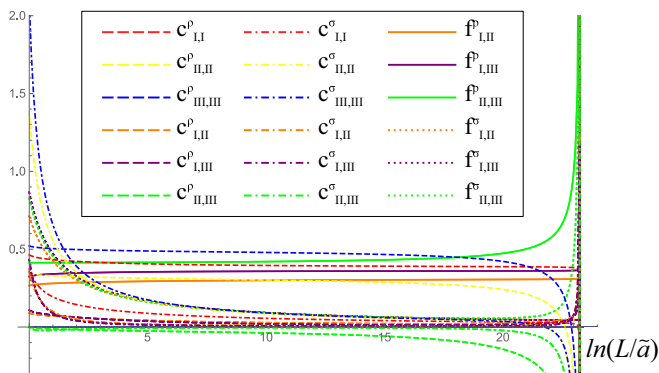 2.0
c^ρ_{I,I} c^σ_{I,I} f^ρ_{I,II}
c^ρ_{II,II} c^σ_{II,II} f^ρ_{I,III}
c^ρ_{III,III} c^σ_{III,III} f^ρ_{II,III}
1.5
c^ρ_{I,II} c^σ_{I,II} f^σ_{I,II}
c^ρ_{I,III} c^σ_{I,III} f^σ_{I,III}
c^ρ_{II,III} c^σ_{II,III} f^σ_{II,III}
1.0
0.5
5 10 15 20
ln(L/ã)